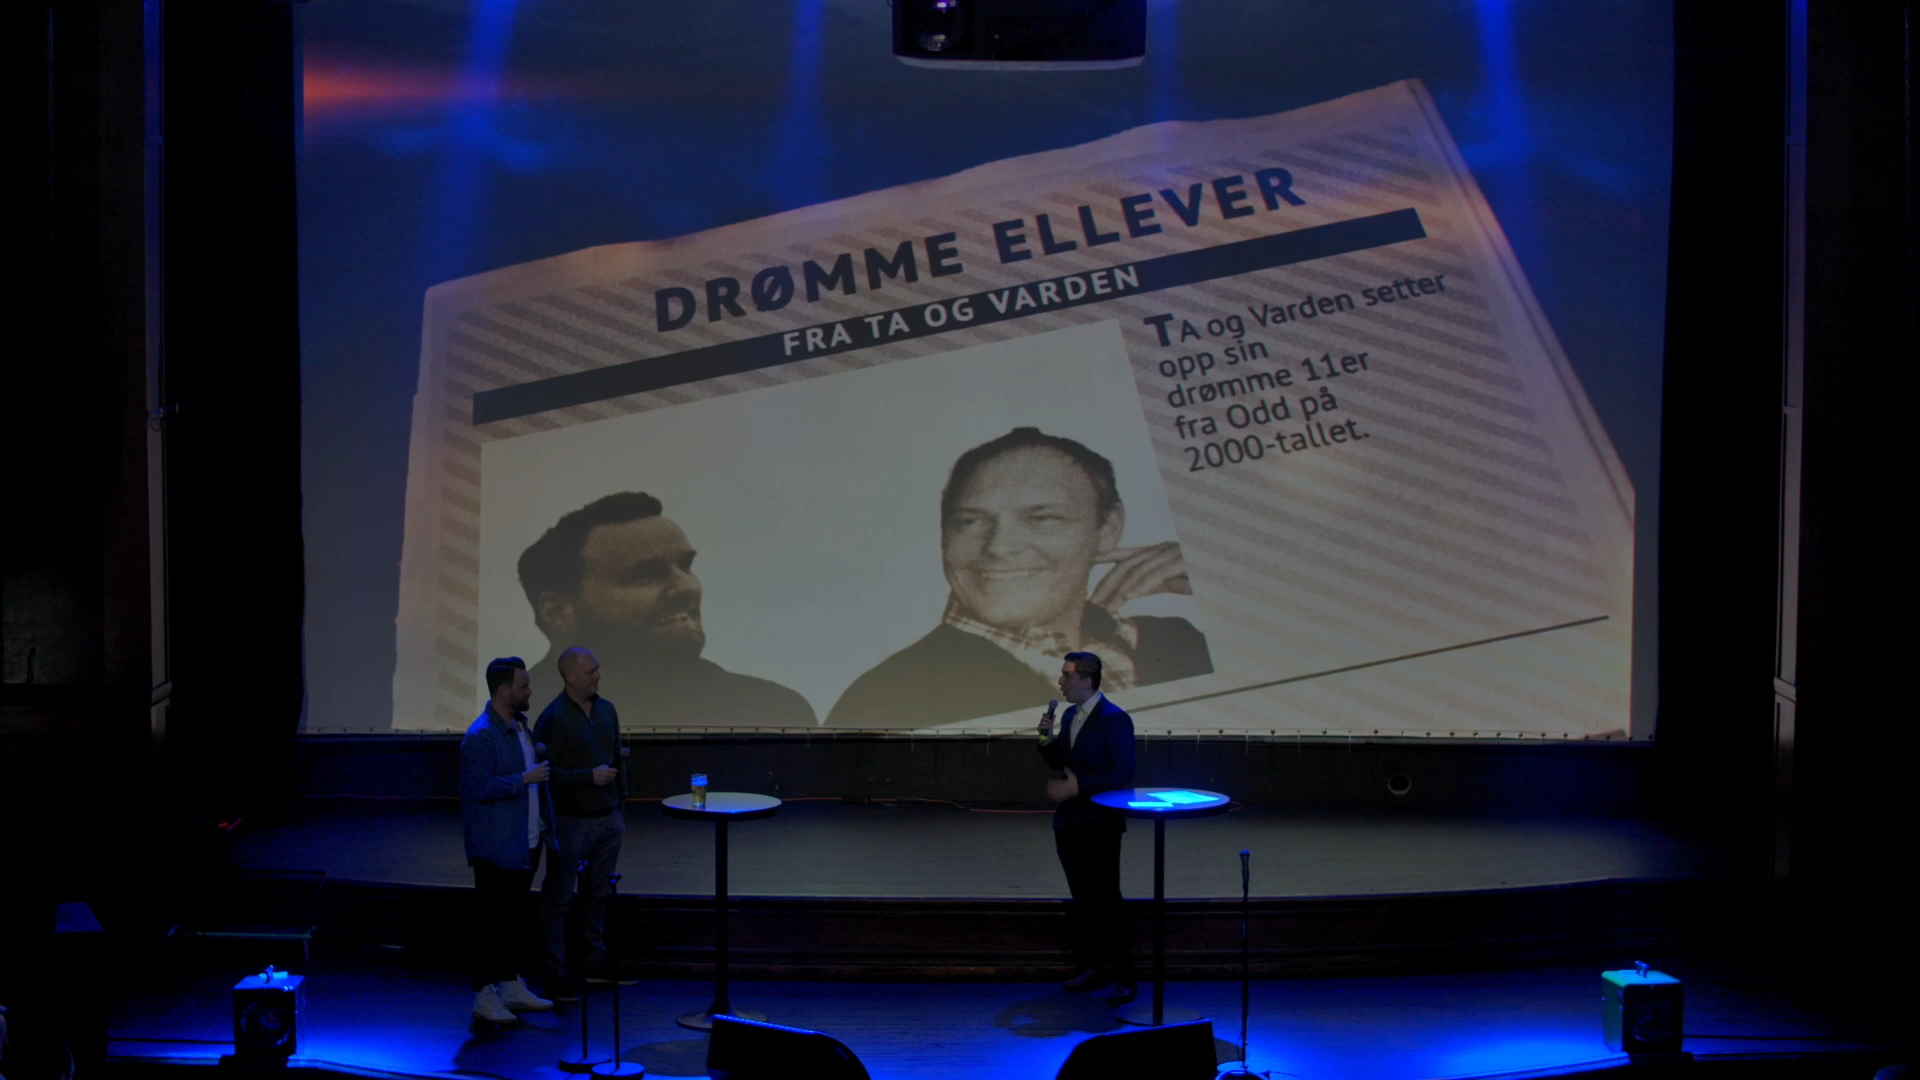 DRØMME ELLEVER
FRA TA OG VARDEN
TA og Varden setter
opp sin
drømme 11er
fra Odd på
2000-tallet.